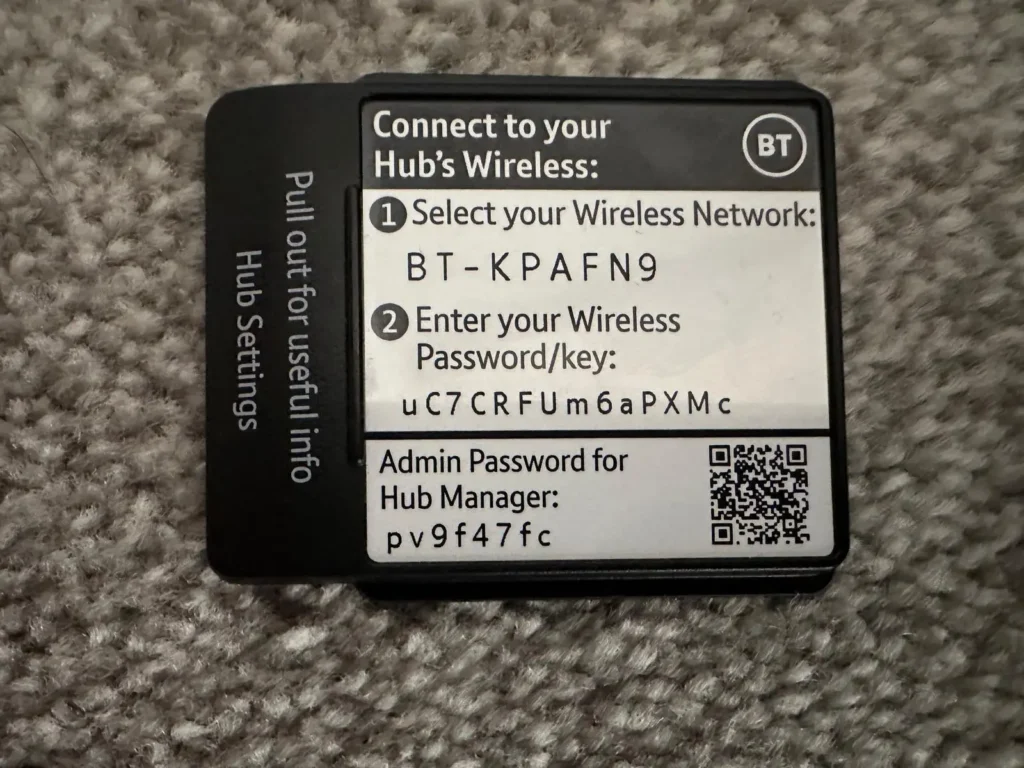 Pull out for useful info
Hub Settings
Connect to your
Hub's Wireless:
BT
1 Select your Wireless Network:
BT-KPAFN9
2 Enter your Wireless
Password/key:
uC7CRFUm6aPXMc
Admin Password for
Hub Manager:
pv9f47fc